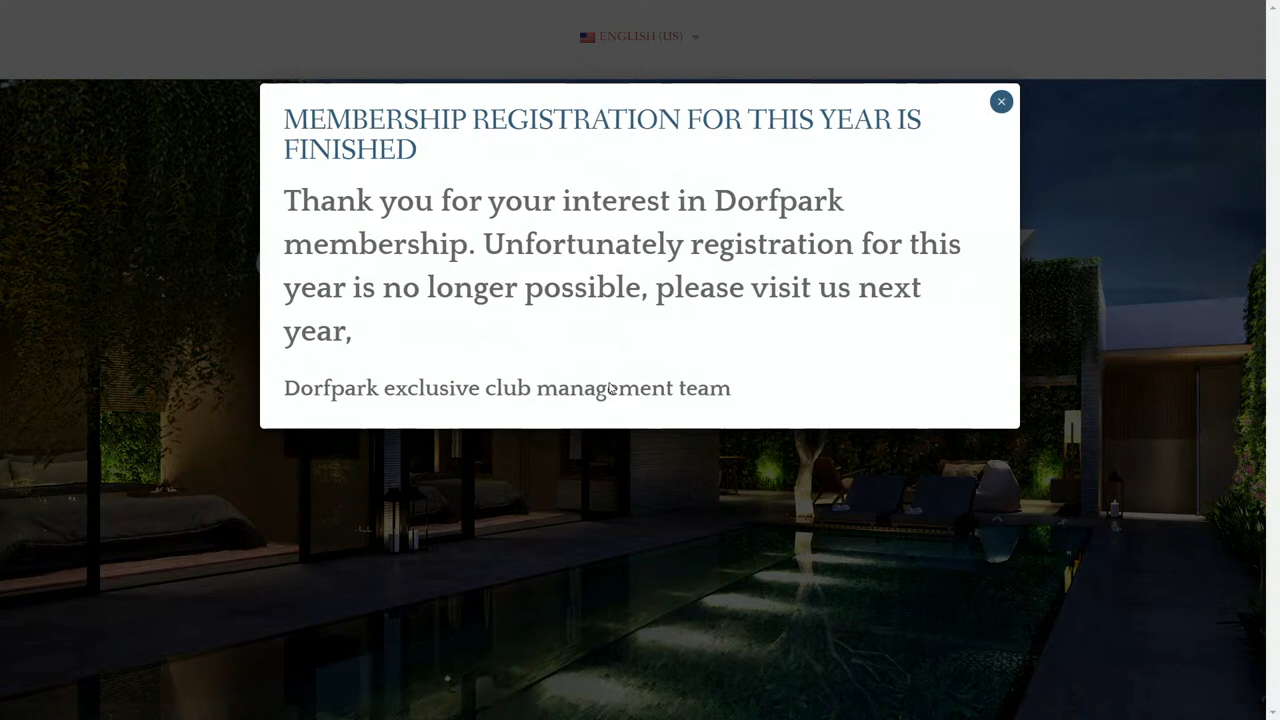 ENGLISH (US)
MEMBERSHIP REGISTRATION FOR THIS YEAR IS
FINISHED
Thank you for your interest in Dorfpark
membership. Unfortunately registration for this
year is no longer possible, please visit us next
year,
Dorfpark exclusive club management team